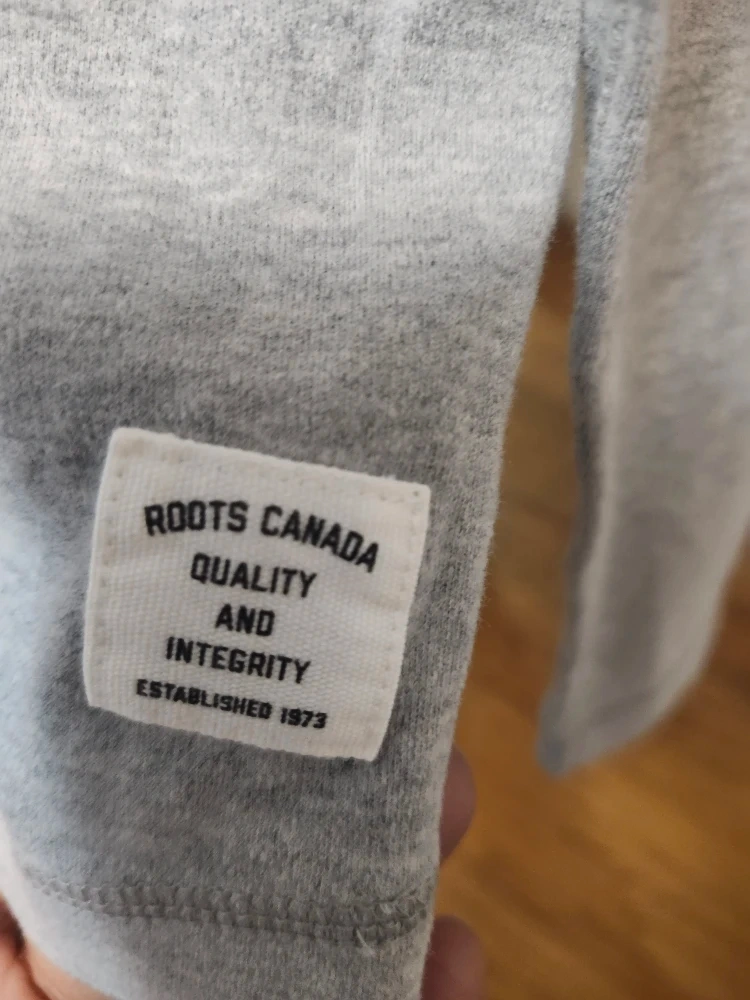 ROOTS CANADA
QUALITY
AND
INTEGRITY
ESTABLISHED 1973